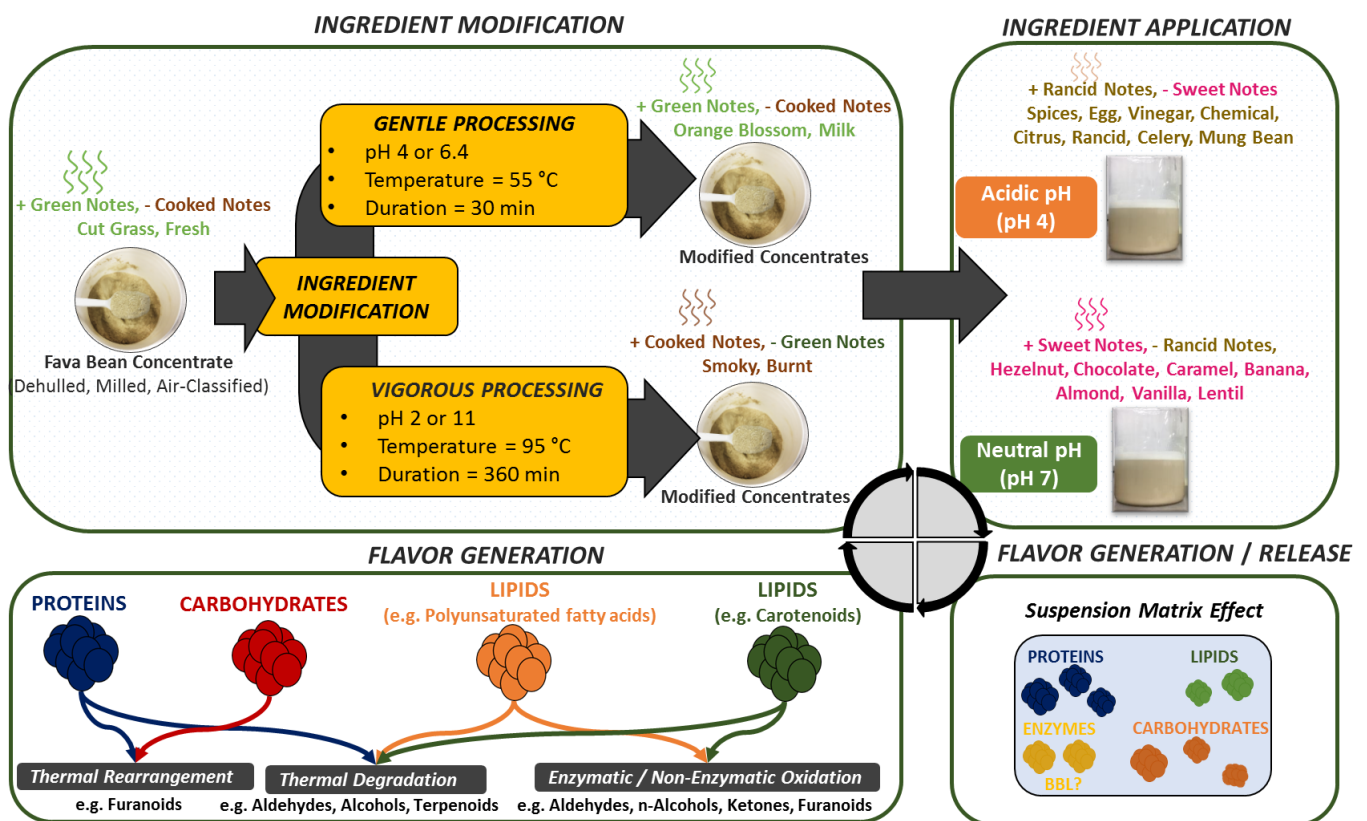 INGREDIENT MODIFICATION
+ Green Notes, - Cooked Notes
Cut Grass, Fresh
Fava Bean Concentrate
(Dehulled, Milled, Air-Classified)
INGREDIENT
MODIFICATION
GENTLE PROCESSING
• pH 4 or 6.4
• Temperature = 55 °C
• Duration = 30 min
VIGOROUS PROCESSING
• pH 2 or 11
• Temperature = 95 °C
• Duration = 360 min
+ Green Notes, - Cooked Notes
Orange Blossom, Milk
Modified Concentrates
+ Cooked Notes, - Green Notes
Smoky, Burnt
Modified Concentrates
INGREDIENT APPLICATION
+ Rancid Notes, - Sweet Notes
Spices, Egg, Vinegar, Chemical,
Citrus, Rancid, Celery, Mung Bean
Acidic pH
(pH 4)
+ Sweet Notes, - Rancid Notes,
Hezelnut, Chocolate, Caramel, Banana,
Almond, Vanilla, Lentil
Neutral pH
(pH 7)
FLAVOR GENERATION
PROTEINS
CARBOHYDRATES
LIPIDS
(e.g. Polyunsaturated fatty acids)
LIPIDS
(e.g. Carotenoids)
Thermal Rearrangement
e.g. Furanoids
Thermal Degradation
e.g. Aldehydes, Alcohols, Terpenoids
Enzymatic / Non-Enzymatic Oxidation
e.g. Aldehydes, n-Alcohols, Ketones, Furanoids
FLAVOR GENERATION / RELEASE
Suspension Matrix Effect
PROTEINS
LIPIDS
ENZYMES
CARBOHYDRATES
BBL?